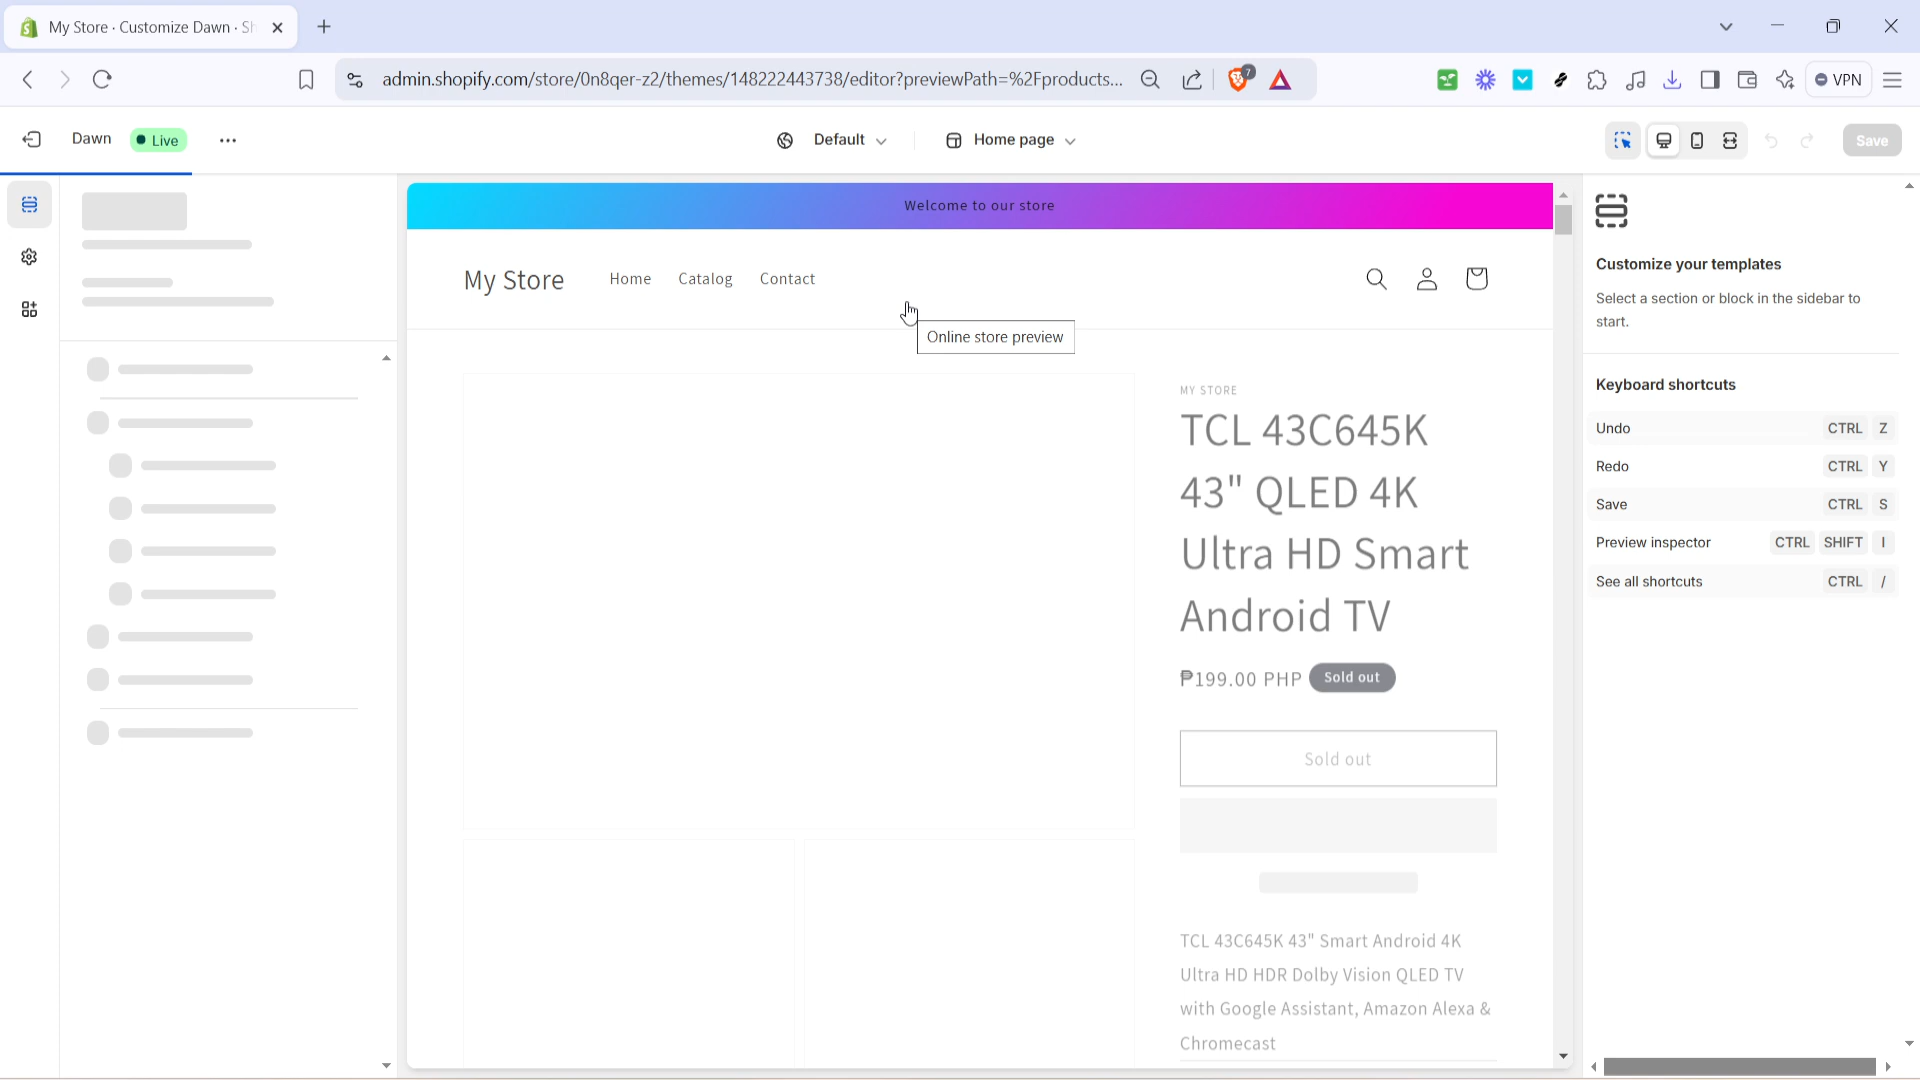 My Store · Customize Dawn · Sh
admin.shopify.com/store/0n8qer-z2/themes/148222443738/editor?previewPath=%2Fproducts...
7
VPN
Dawn
Live
Default
Home page
Save
Welcome to our store
My Store
Home
Catalog
Contact
Online store preview
MY STORE
TCL 43C645K
43" QLED 4K
Ultra HD Smart
Android TV
₱199.00 PHP
Sold out
Sold out
TCL 43C645K 43" Smart Android 4K
Ultra HD HDR Dolby Vision QLED TV
with Google Assistant, Amazon Alexa &
Chromecast
Customize your templates
Select a section or block in the sidebar to
start.
Keyboard shortcuts
Undo CTRL Z
Redo CTRL Y
Save CTRL S
Preview inspector CTRL SHIFT I
See all shortcuts CTRL /